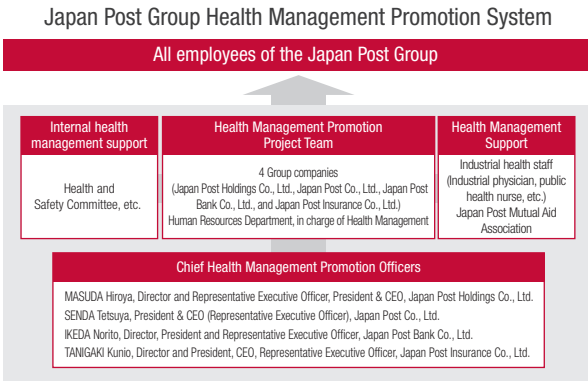 Japan Post Group Health Management Promotion System
All employees of the Japan Post Group
Internal health
management support
Health and
Safety Committee, etc.
Health Management Promotion
Project Team
4 Group companies
(Japan Post Holdings Co., Ltd., Japan Post Co., Ltd., Japan Post
Bank Co., Ltd., and Japan Post Insurance Co., Ltd.)
Human Resources Department, in charge of Health Management
Health Management
Support
Industrial health staff
(Industrial physician, public
health nurse, etc.)
Japan Post Mutual Aid
Association
Chief Health Management Promotion Officers
MASUDA Hiroya, Director and Representative Executive Officer, President & CEO, Japan Post Holdings Co., Ltd.
SENDA Tetsuya, President & CEO (Representative Executive Officer), Japan Post Co., Ltd.
IKEDA Norito, Director, President and Representative Executive Officer, Japan Post Bank Co., Ltd.
TANIGAKI Kunio, Director and President, CEO, Representative Executive Officer, Japan Post Insurance Co., Ltd.